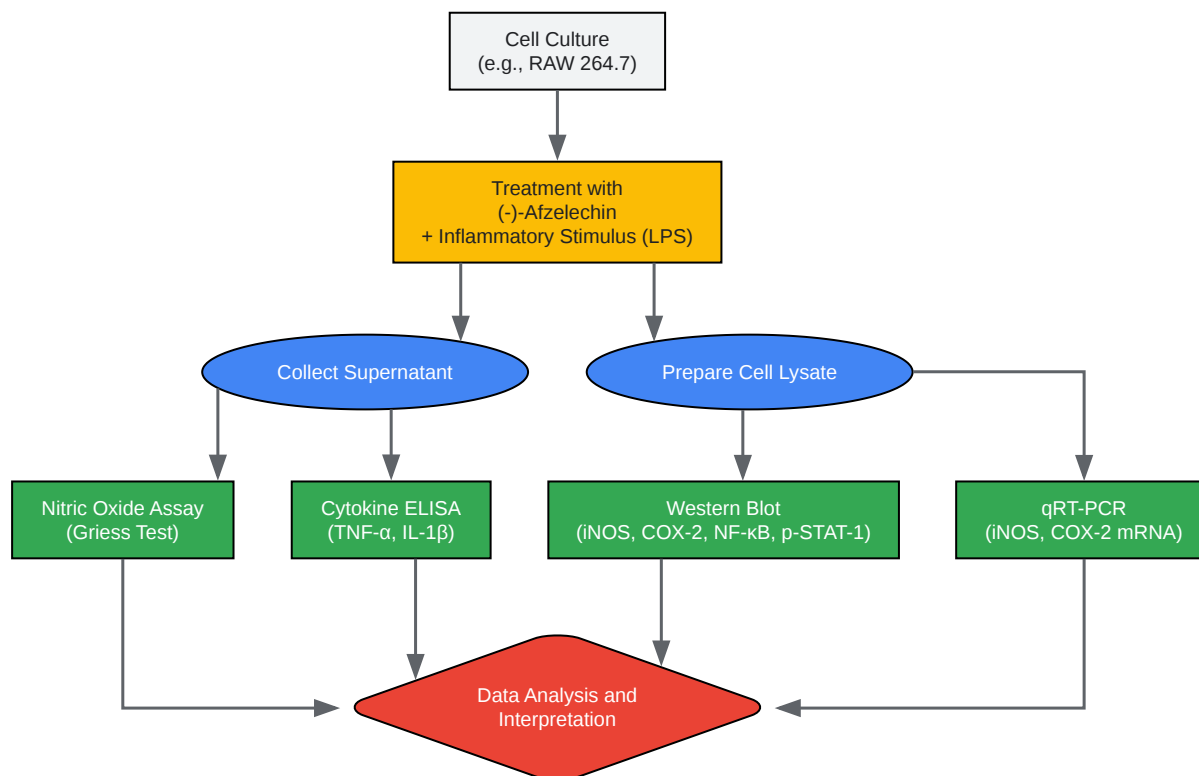 Cell Culture
(e.g., RAW 264.7)
Treatment with
(-)-Afzelechin
+ Inflammatory Stimulus (LPS)
Collect Supernatant
Prepare Cell Lysate
Nitric Oxide Assay
(Griess Test)
Cytokine ELISA
(TNF-α, IL-1β)
Western Blot
(iNOS, COX-2, NF-κB, p-STAT-1)
qRT-PCR
(iNOS, COX-2 mRNA)
Data Analysis and
Interpretation